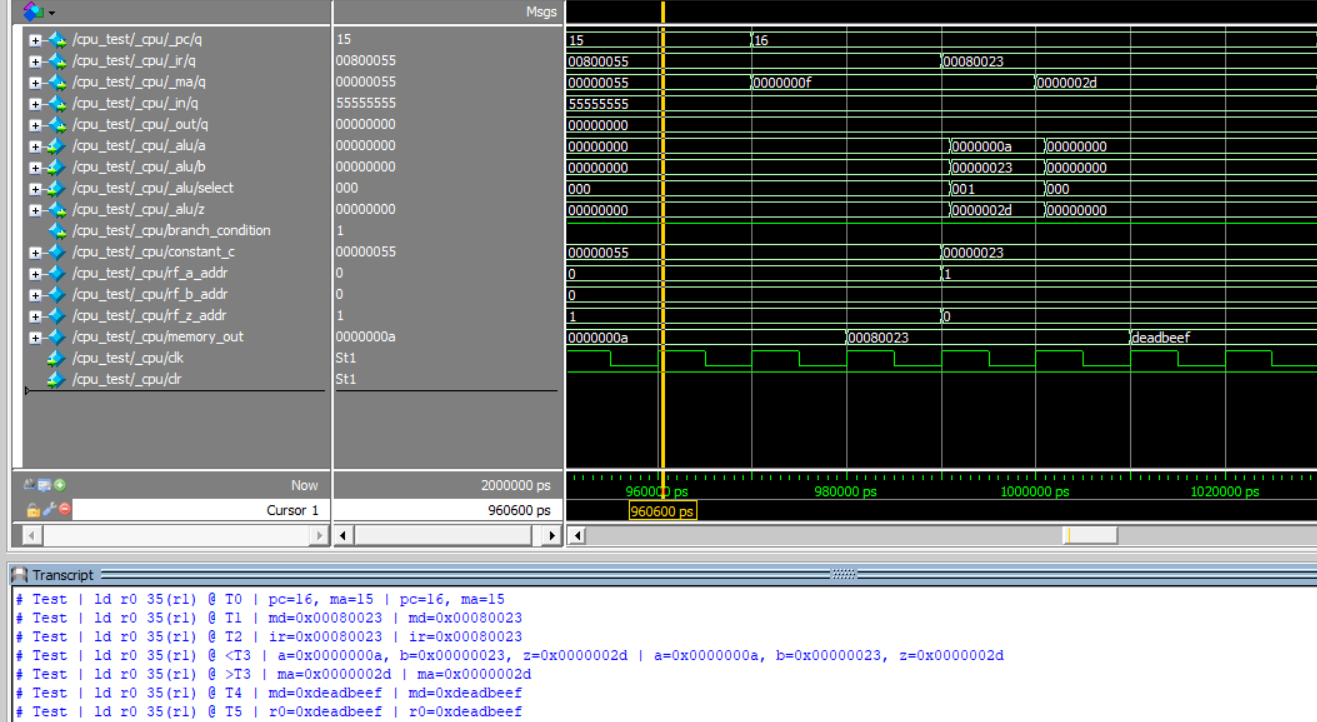 Msgs
/cpu_test/_cpu/_pc/q 15 15 16
/cpu_test/_cpu/_ir/q 00800055 00800055 00080023
/cpu_test/_cpu/_ma/q 00000055 00000055 0000000f 0000002d
/cpu_test/_cpu/_in/q 55555555 55555555
/cpu_test/_cpu/_out/q 00000000 00000000
/cpu_test/_cpu/_alu/a 00000000 00000000 0000000a 00000000
/cpu_test/_cpu/_alu/b 00000000 00000000 00000023 00000000
/cpu_test/_cpu/_alu/select 000 000 001 000
/cpu_test/_cpu/_alu/z 00000000 00000000 0000002d 00000000
/cpu_test/_cpu/branch_condition 1
/cpu_test/_cpu/constant_c 00000055 00000055 00000023
/cpu_test/_cpu/rf_a_addr 0 0 1
/cpu_test/_cpu/rf_b_addr 0 0
/cpu_test/_cpu/rf_z_addr 1 1 0
/cpu_test/_cpu/memory_out 0000000a 0000000a 00080023 deadbeef
/cpu_test/_cpu/clk St1
/cpu_test/_cpu/clr St1
Now 2000000 ps 960000 ps 980000 ps 1000000 ps 1020000 ps
Cursor 1 960600 ps 960600 ps
Transcript
# Test | ld r0 35(r1) @ T0 | pc=16, ma=15 | pc=16, ma=15
# Test | ld r0 35(r1) @ T1 | md=0x00080023 | md=0x00080023
# Test | ld r0 35(r1) @ T2 | ir=0x00080023 | ir=0x00080023
# Test | ld r0 35(r1) @ <T3 | a=0x0000000a, b=0x00000023, z=0x0000002d | a=0x0000000a, b=0x00000023, z=0x0000002d
# Test | ld r0 35(r1) @ >T3 | ma=0x0000002d | ma=0x0000002d
# Test | ld r0 35(r1) @ T4 | md=0xdeadbeef | md=0xdeadbeef
# Test | ld r0 35(r1) @ T5 | r0=0xdeadbeef | r0=0xdeadbeef